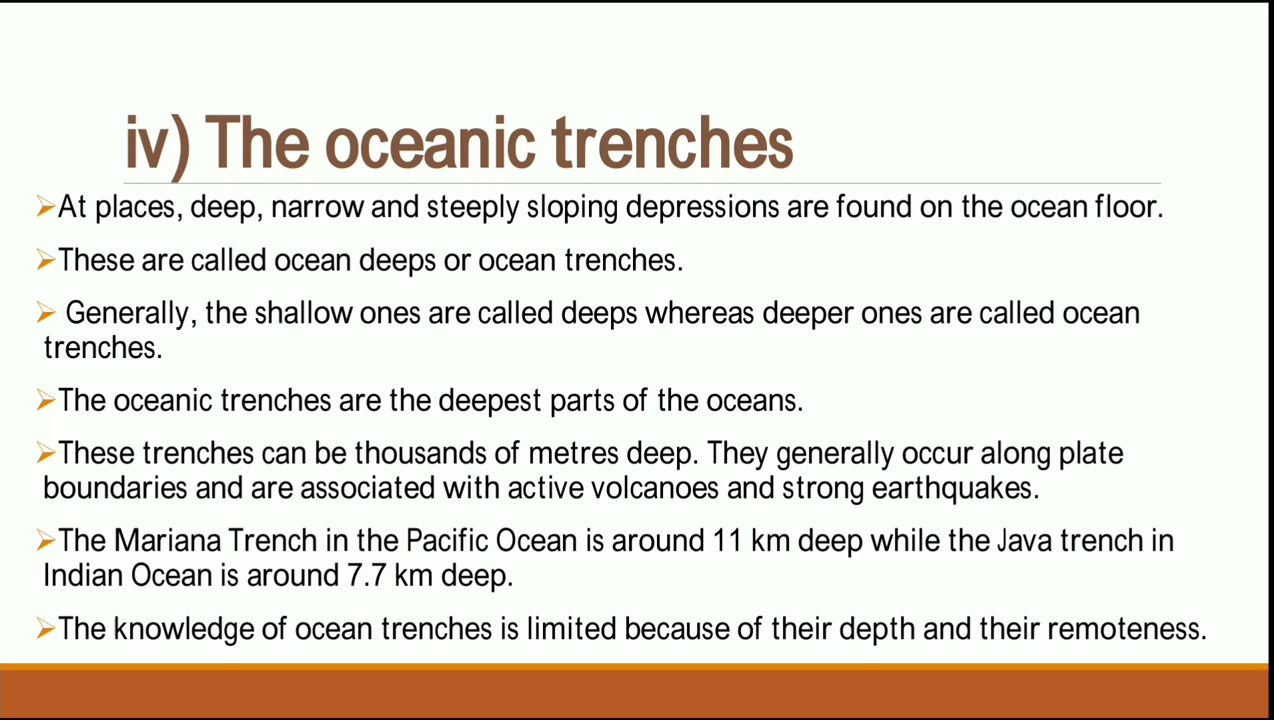 iv) The oceanic trenches
➢At places, deep, narrow and steeply sloping depressions are found on the ocean floor.
➢These are called ocean deeps or ocean trenches.
➢ Generally, the shallow ones are called deeps whereas deeper ones are called ocean
trenches.
➢The oceanic trenches are the deepest parts of the oceans.
➢These trenches can be thousands of metres deep. They generally occur along plate
boundaries and are associated with active volcanoes and strong earthquakes.
➢The Mariana Trench in the Pacific Ocean is around 11 km deep while the Java trench in
Indian Ocean is around 7.7 km deep.
➢The knowledge of ocean trenches is limited because of their depth and their remoteness.